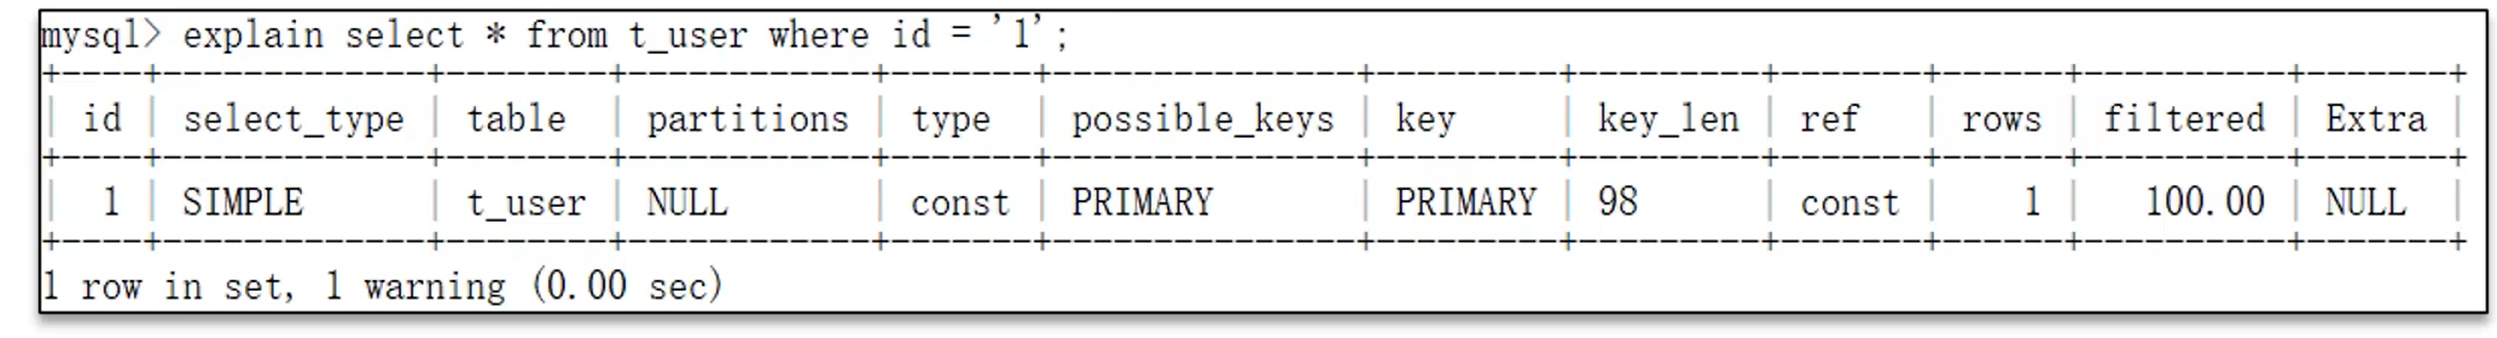 mysql> explain select * from t_user where id = '1';
+----+-------------+--------+------------+-------+---------------+---------+---------+-------+------+----------+-------+
| id | select_type | table | partitions | type | possible_keys | key | key_len | ref | rows | filtered | Extra |
+----+-------------+--------+------------+-------+---------------+---------+---------+-------+------+----------+-------+
| 1 | SIMPLE | t_user | NULL | const | PRIMARY | PRIMARY | 98 | const | 1 | 100.00 | NULL |
+----+-------------+--------+------------+-------+---------------+---------+---------+-------+------+----------+-------+
1 row in set, 1 warning (0.00 sec)